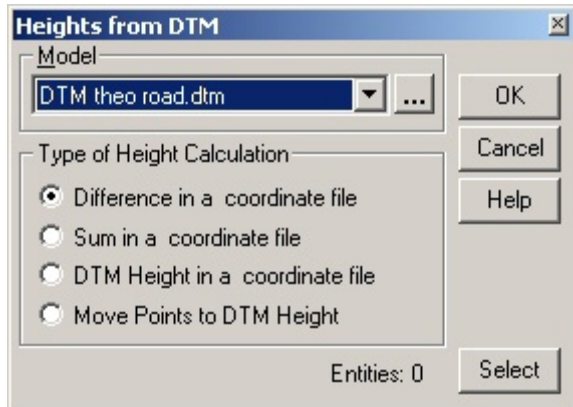 Heights from DTM
Model
DTM theo road.dtm
...
OK
Type of Height Calculation
Cancel
Difference in a coordinate file
Help
Sum in a coordinate file
DTM Height in a coordinate file
Move Points to DTM Height
Entities: 0
Select